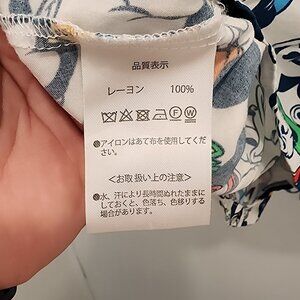 品質表示
レーヨン 100%
F W
●アイロンはあて布を使用してくだ
さい。
<お取扱い上の注意>
●水、汗により長時間ぬれたままに
しておくと、色落ち、色移りする
場合があります。